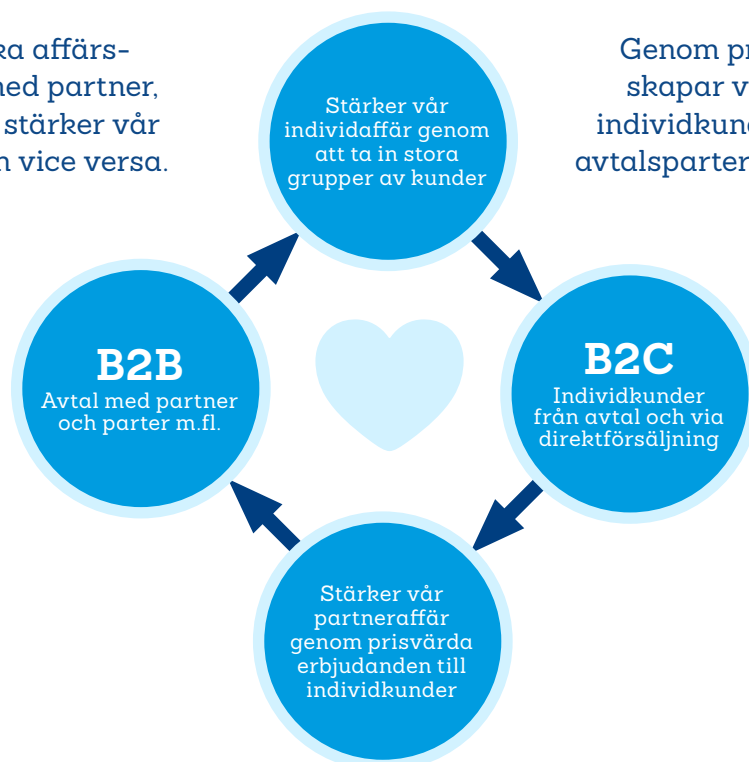 ka affärs-
med partner,
stärker vår
vice versa.
Genom
skapar
avtalsparter
Stärker vår
individaffär genom
att ta in stora
grupper av kunder
B2B
Avtal med partner
och parter m.fl.
B2C
Individkunder
från avtal och via
direktförsäljning
Stärker vår
partneraffär
genom prisvärda
erbjudanden till
individkunder